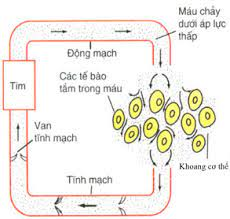 Máu chảy
dưới áp lực
thấp
Động mạch
Các tế bào
tắm trong máu
Tim
Van
tĩnh mạch
Khoang cơ thể
Tĩnh mạch